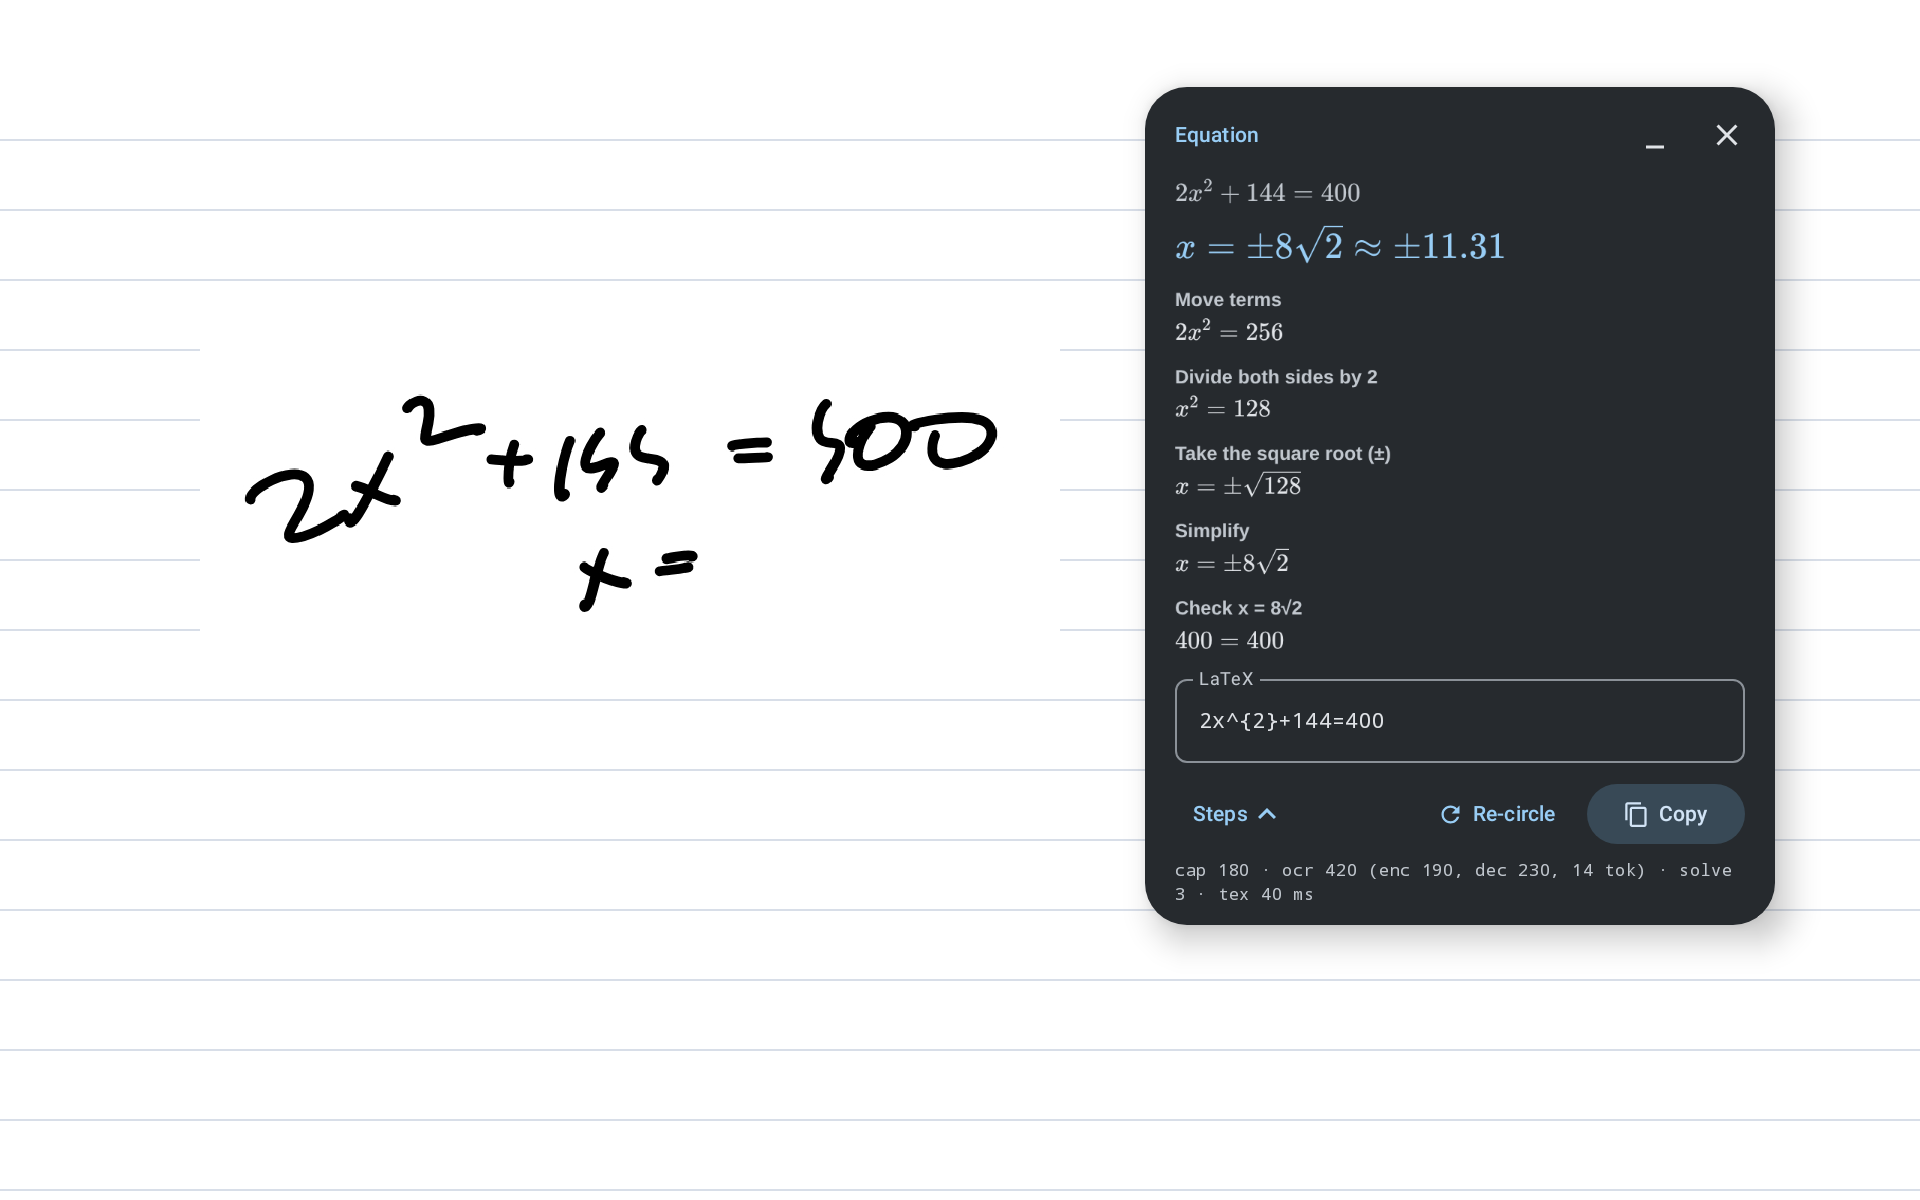 2x² + 144 = 400
x =
Equation
2x² + 144 = 400
x = ±8√2 ≈ ±11.31
Move terms
2x² = 256
Divide both sides by 2
x² = 128
Take the square root (±)
x = ±√128
Simplify
x = ±8√2
Check x = 8√2
400 = 400
LaTeX
2x^{2}+144=400
Steps Re-circle Copy
cap 180 · ocr 420 (enc 190, dec 230, 14 tok) · solve
3 · tex 40 ms